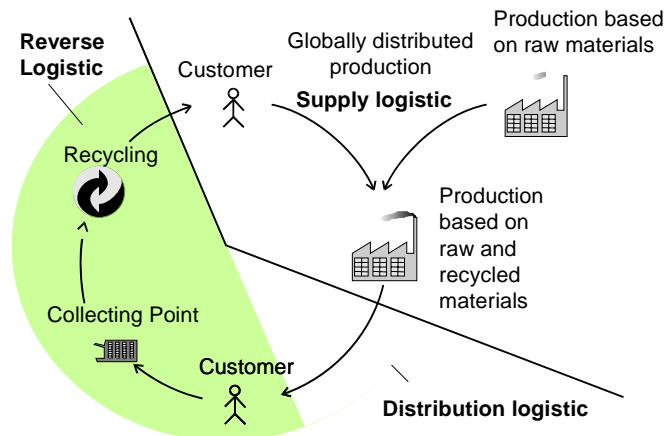 Reverse
Logistic
Customer
Globally distributed
production
Supply logistic
Production based
on raw materials
Recycling
Production
based on
raw and
recycled
materials
Collecting Point
Customer
Distribution logistic